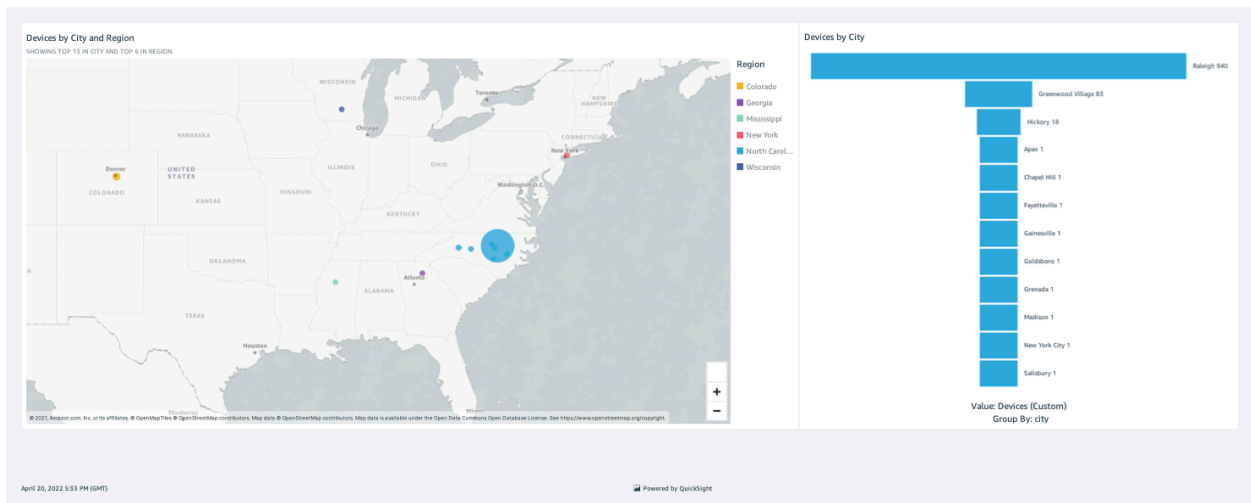 Devices by City and Region
SHOWING TOP 13 IN CITY AND TOP 6 IN REGION
WISCONSIN
MICHIGAN
Toronto
NEW
HAMPSHIRE
Chicago
CONNECTICUT
NEBRASKA
New York
Denver
UNITED
STATES
ILLINOIS
OHIO
COLORADO
Washington D.C.
KANSAS
MISSOURI
KENTUCKY
OKLAHOMA
Atlanta
ALABAMA
TEXAS
Houston
Monterrey
Miami
© 2021, Amazon.com, Inc. or its affiliates. © OpenMapTiles © OpenStreetMap contributors. Map data © OpenStreetMap contributors. Map data is available under the Open Data Commons Open Database License. See https://www.openstreetmap.org/copyright.
+
−
Region
Colorado
Georgia
Mississippi
New York
North Carol...
Wisconsin
Devices by City
Raleigh 940
Greenwood Village 83
Hickory 18
Apex 1
Chapel Hill 1
Fayetteville 1
Gainesville 1
Goldsboro 1
Grenada 1
Madison 1
New York City 1
Salisbury 1
Value: Devices (Custom)
Group By: city
April 20, 2022 5:33 PM (GMT)
Powered by QuickSight